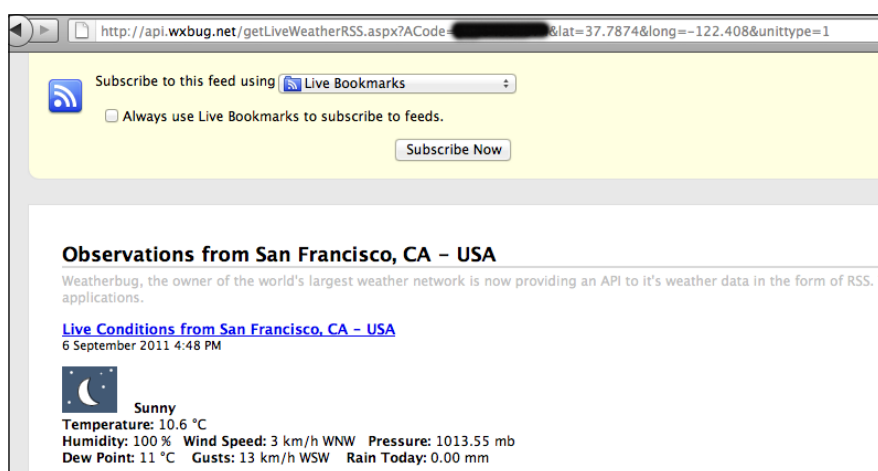 http://api.wxbug.net/getLiveWeatherRSS.aspx?ACode= &lat=37.7874&long=-122.408&unittype=1
Subscribe to this feed using Live Bookmarks
Always use Live Bookmarks to subscribe to feeds.
Subscribe Now
Observations from San Francisco, CA – USA
Weatherbug, the owner of the world's largest weather network is now providing an API to it's weather data in the form of RSS.
applications.
Live Conditions from San Francisco, CA – USA
6 September 2011 4:48 PM
Sunny
Temperature: 10.6 °C
Humidity: 100 % Wind Speed: 3 km/h WNW Pressure: 1013.55 mb
Dew Point: 11 °C Gusts: 13 km/h WSW Rain Today: 0.00 mm